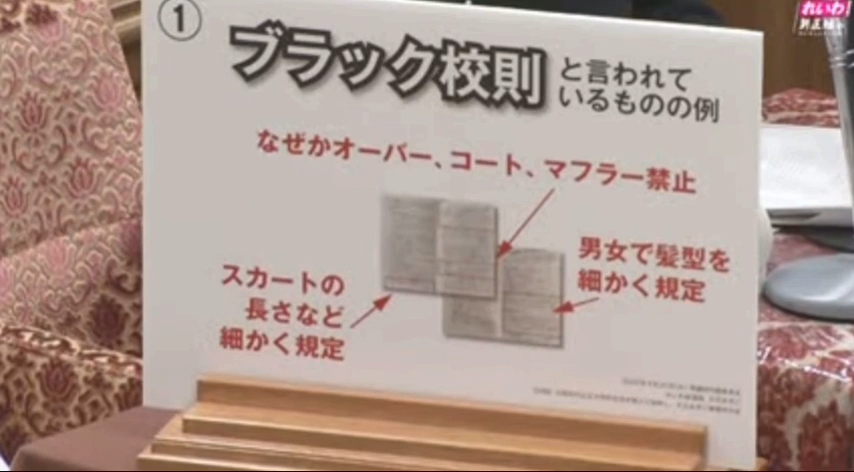 れいわ!
①
ブラック校則 と言われて
いるものの例
なぜかオーバー、コート、マフラー禁止
男女で髪型を
細かく規定
スカートの
長さなど
細かく規定